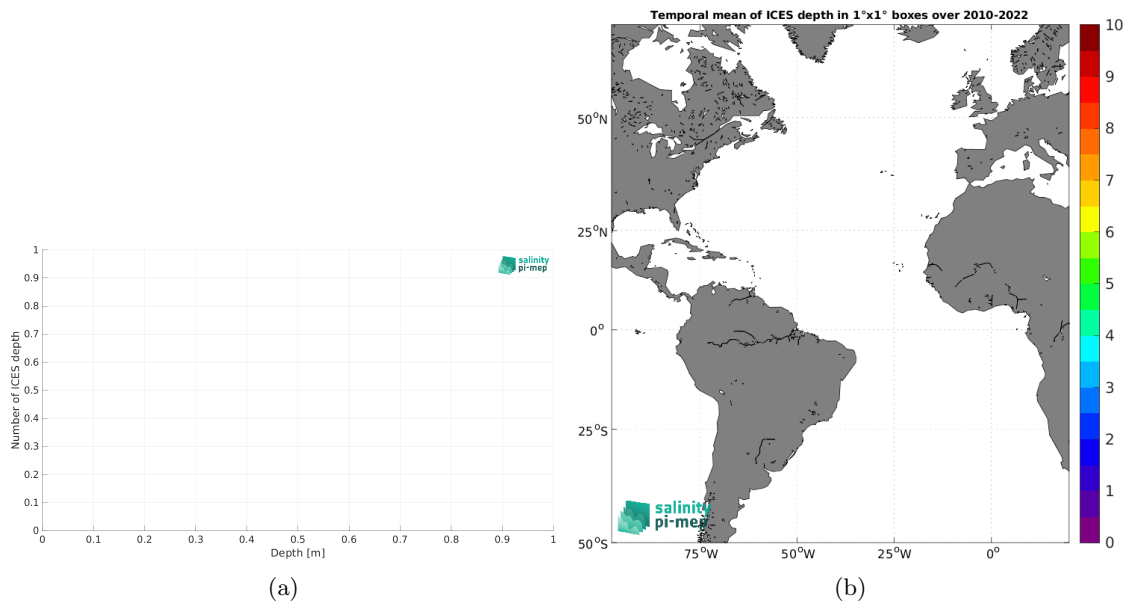 Temporal mean of ICES depth in 1°x1° boxes over 2010-2022
1
0.9
0.8
0.7
0.6
0.5
0.4
0.3
0.2
0.1
0
Number of ICES depth
0 0.1 0.2 0.3 0.4 0.5 0.6 0.7 0.8 0.9 1
Depth [m]
salinity
pi-mep
(a)
50°N
25°N
0°
25°S
50°S
75°W 50°W 25°W 0°
salinity
pi-mep
10
9
8
7
6
5
4
3
2
1
0
(b)